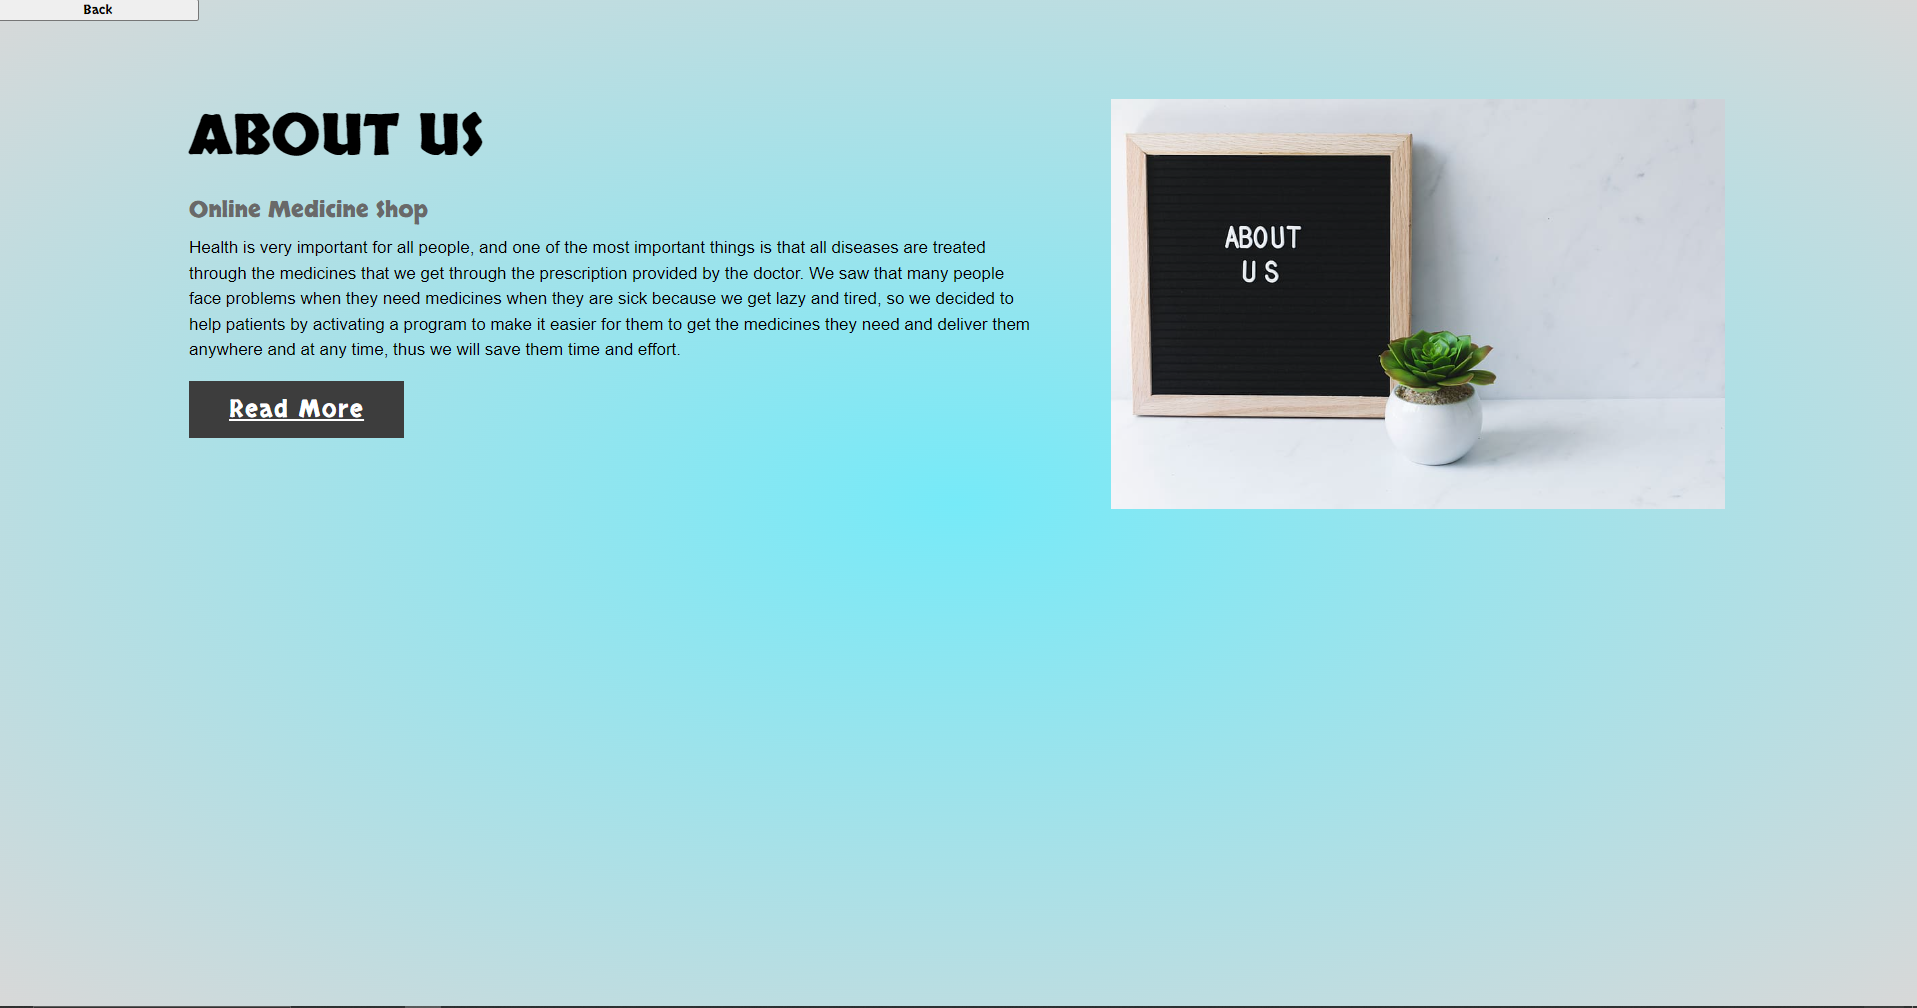 Back
ABOUT US
Online Medicine Shop
Health is very important for all people, and one of the most important things is that all diseases are treated
through the medicines that we get through the prescription provided by the doctor. We saw that many people
face problems when they need medicines when they are sick because we get lazy and tired, so we decided to
help patients by activating a program to make it easier for them to get the medicines they need and deliver them
anywhere and at any time, thus we will save them time and effort.
Read More
ABOUT
US